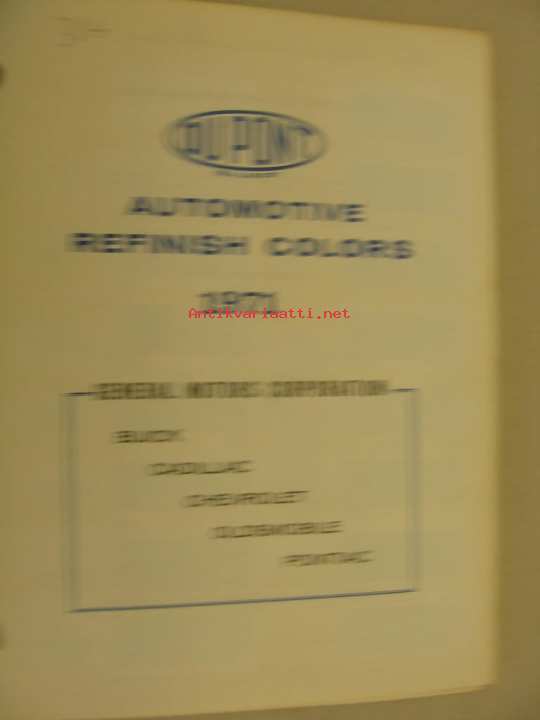 DU PONT
AUTOMOTIVE
REFINISH COLORS
1971
Antikvariaatti.net
GENERAL MOTORS CORPORATION
BUICK
CADILLAC
CHEVROLET
OLDSMOBILE
PONTIAC